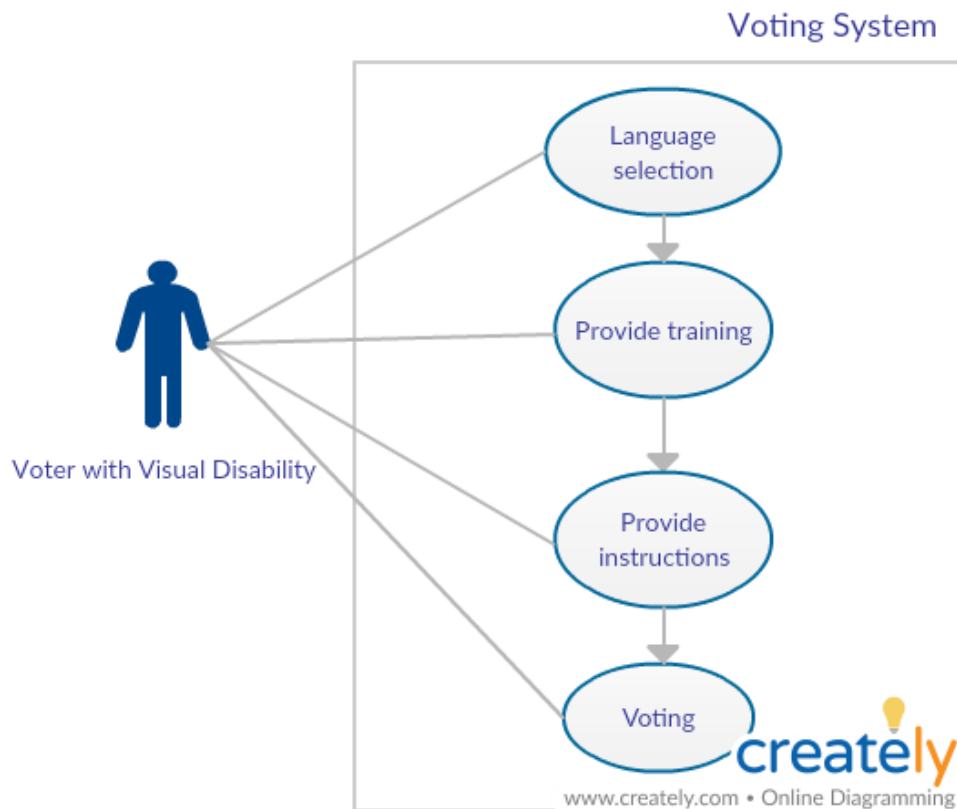 Voting System
Language
selection
Provide training
Voter with Visual Disability
Provide
instructions
Voting
creately
www.creately.com • Online Diagramming